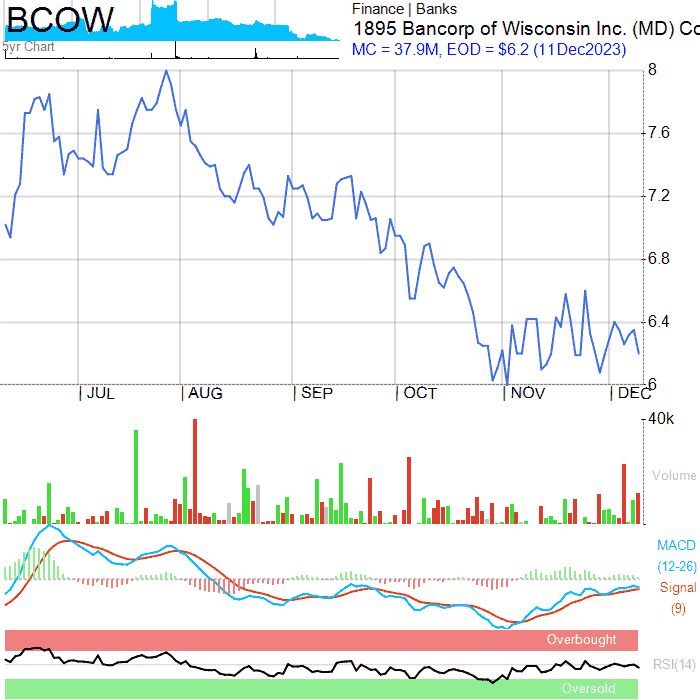 BCOW
5yr Chart
Finance | Banks
1895 Bancorp of Wisconsin Inc. (MD) Co
MC = 37.9M, EOD = $6.2 (11Dec2023)
8
7.6
7.2
6.8
6.4
6
JUL AUG SEP OCT NOV DEC
40k
Volume
MACD
(12-26)
Signal
(9)
Overbought
RSI(14)
Oversold